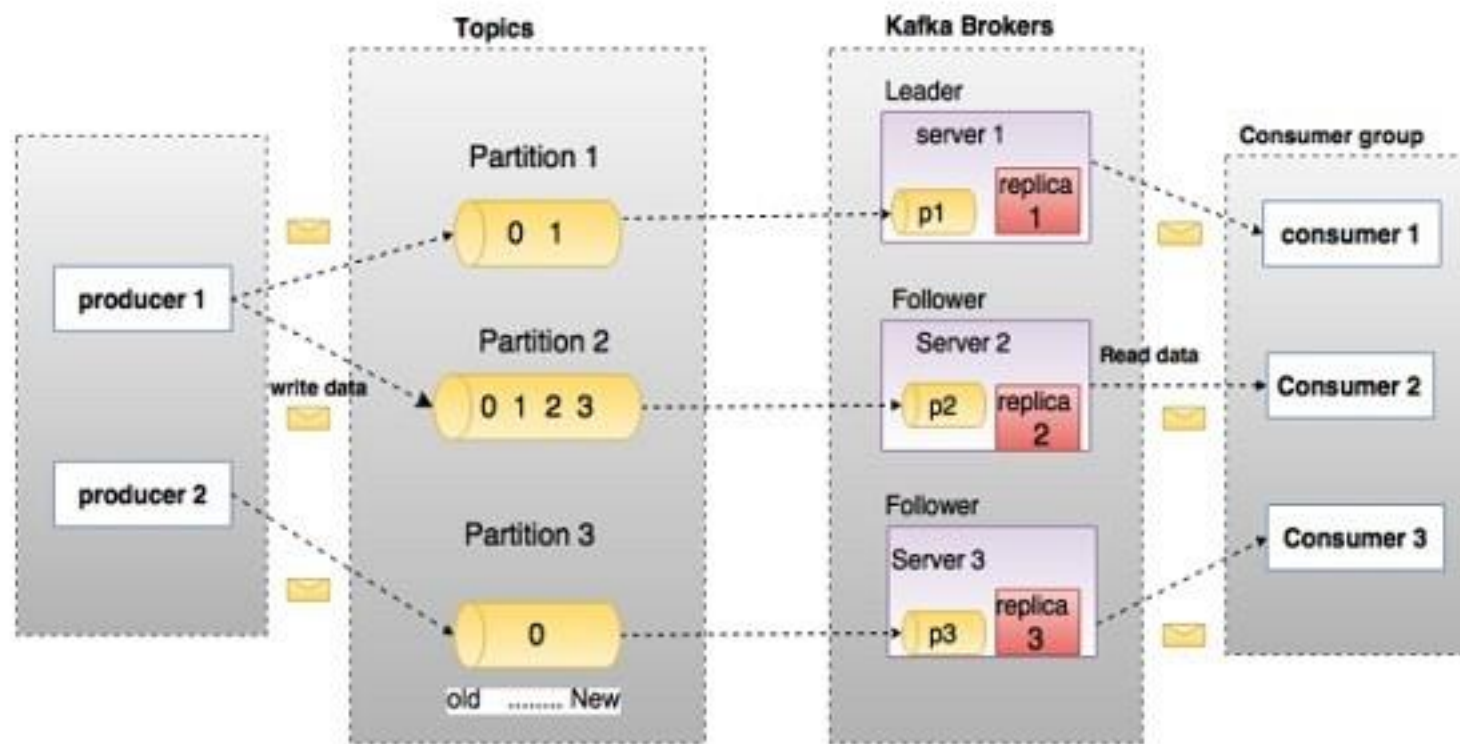 Topics
Kafka Brokers
Consumer group
producer 1
producer 2
write data
Partition 1
0 1
Partition 2
0 1 2 3
Partition 3
0
old ........ New
Leader
server 1
p1
replica
1
Follower
Server 2
p2
replica
2
Follower
Server 3
p3
replica
3
Read data
consumer 1
Consumer 2
Consumer 3